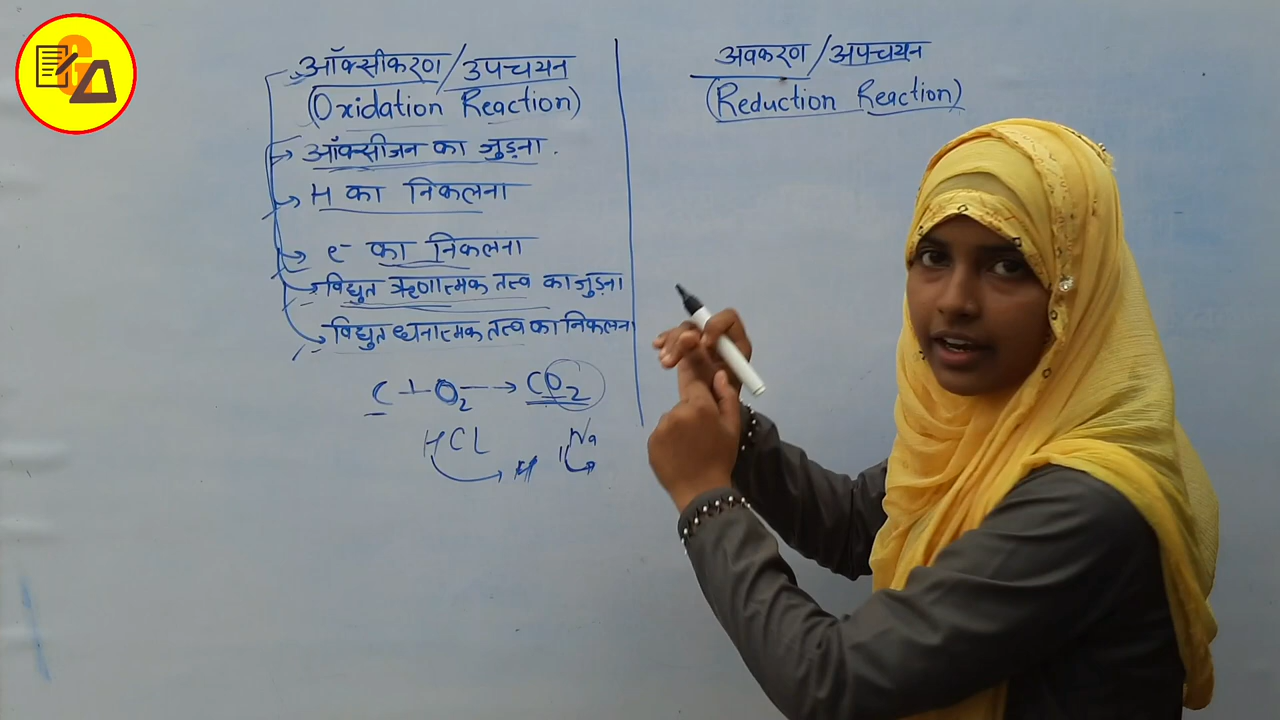 ऑक्सीकरण/उपचयन
(Oxidation Reaction)
ऑक्सीजन का जुड़ना.
H का निकलना
e- का निकलना
विद्युत ऋणात्मक तत्व का जुड़ना
विद्युत धनात्मक तत्व का निकलना
C + O2 → CO2
HCl → H
Na
अवकरण/अपचयन
(Reduction Reaction)